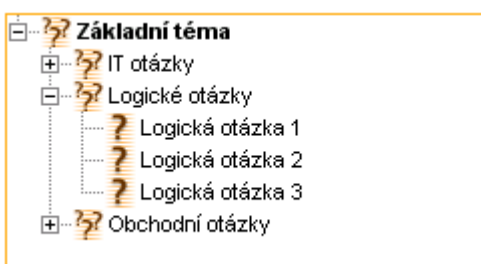 Základní téma
IT otázky
Logické otázky
Logická otázka 1
Logická otázka 2
Logická otázka 3
Obchodní otázky